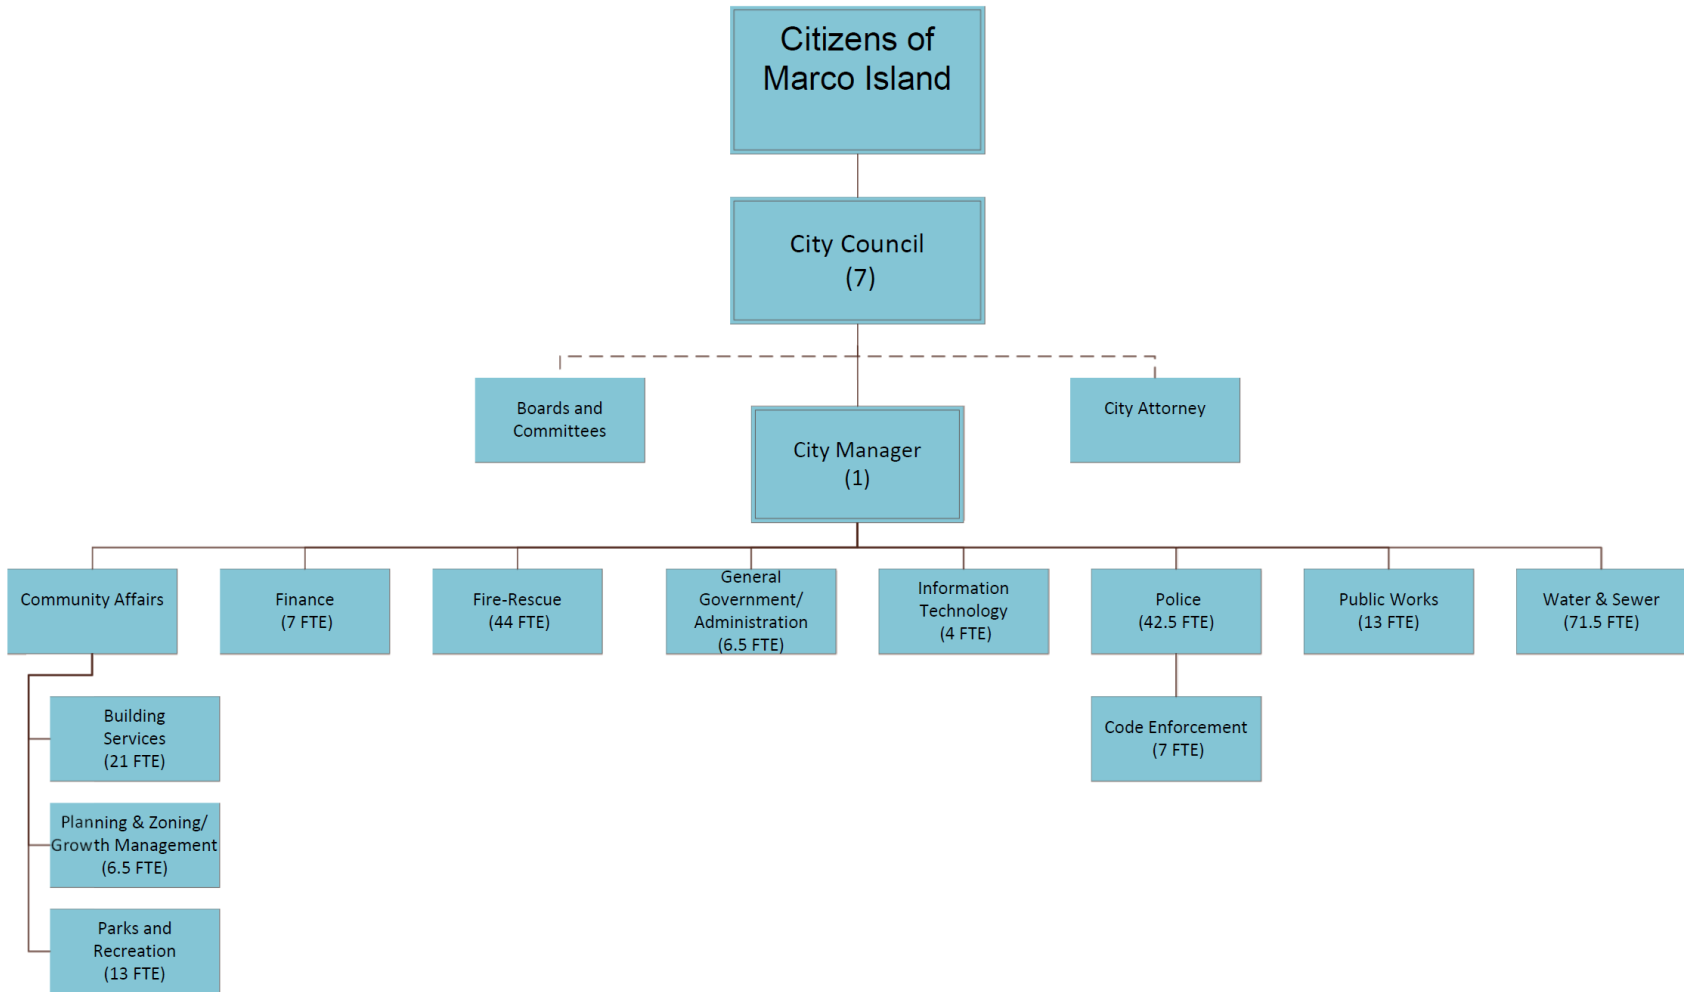 Citizens of
Marco Island
City Council
(7)
Boards and
Committees
City Attorney
City Manager
(1)
Community Affairs
Finance
(7 FTE)
Fire-Rescue
(44 FTE)
General
Government/
Administration
(6.5 FTE)
Information
Technology
(4 FTE)
Police
(42.5 FTE)
Public Works
(13 FTE)
Water & Sewer
(71.5 FTE)
Building
Services
(21 FTE)
Code Enforcement
(7 FTE)
Planning & Zoning/
Growth Management
(6.5 FTE)
Parks and
Recreation
(13 FTE)